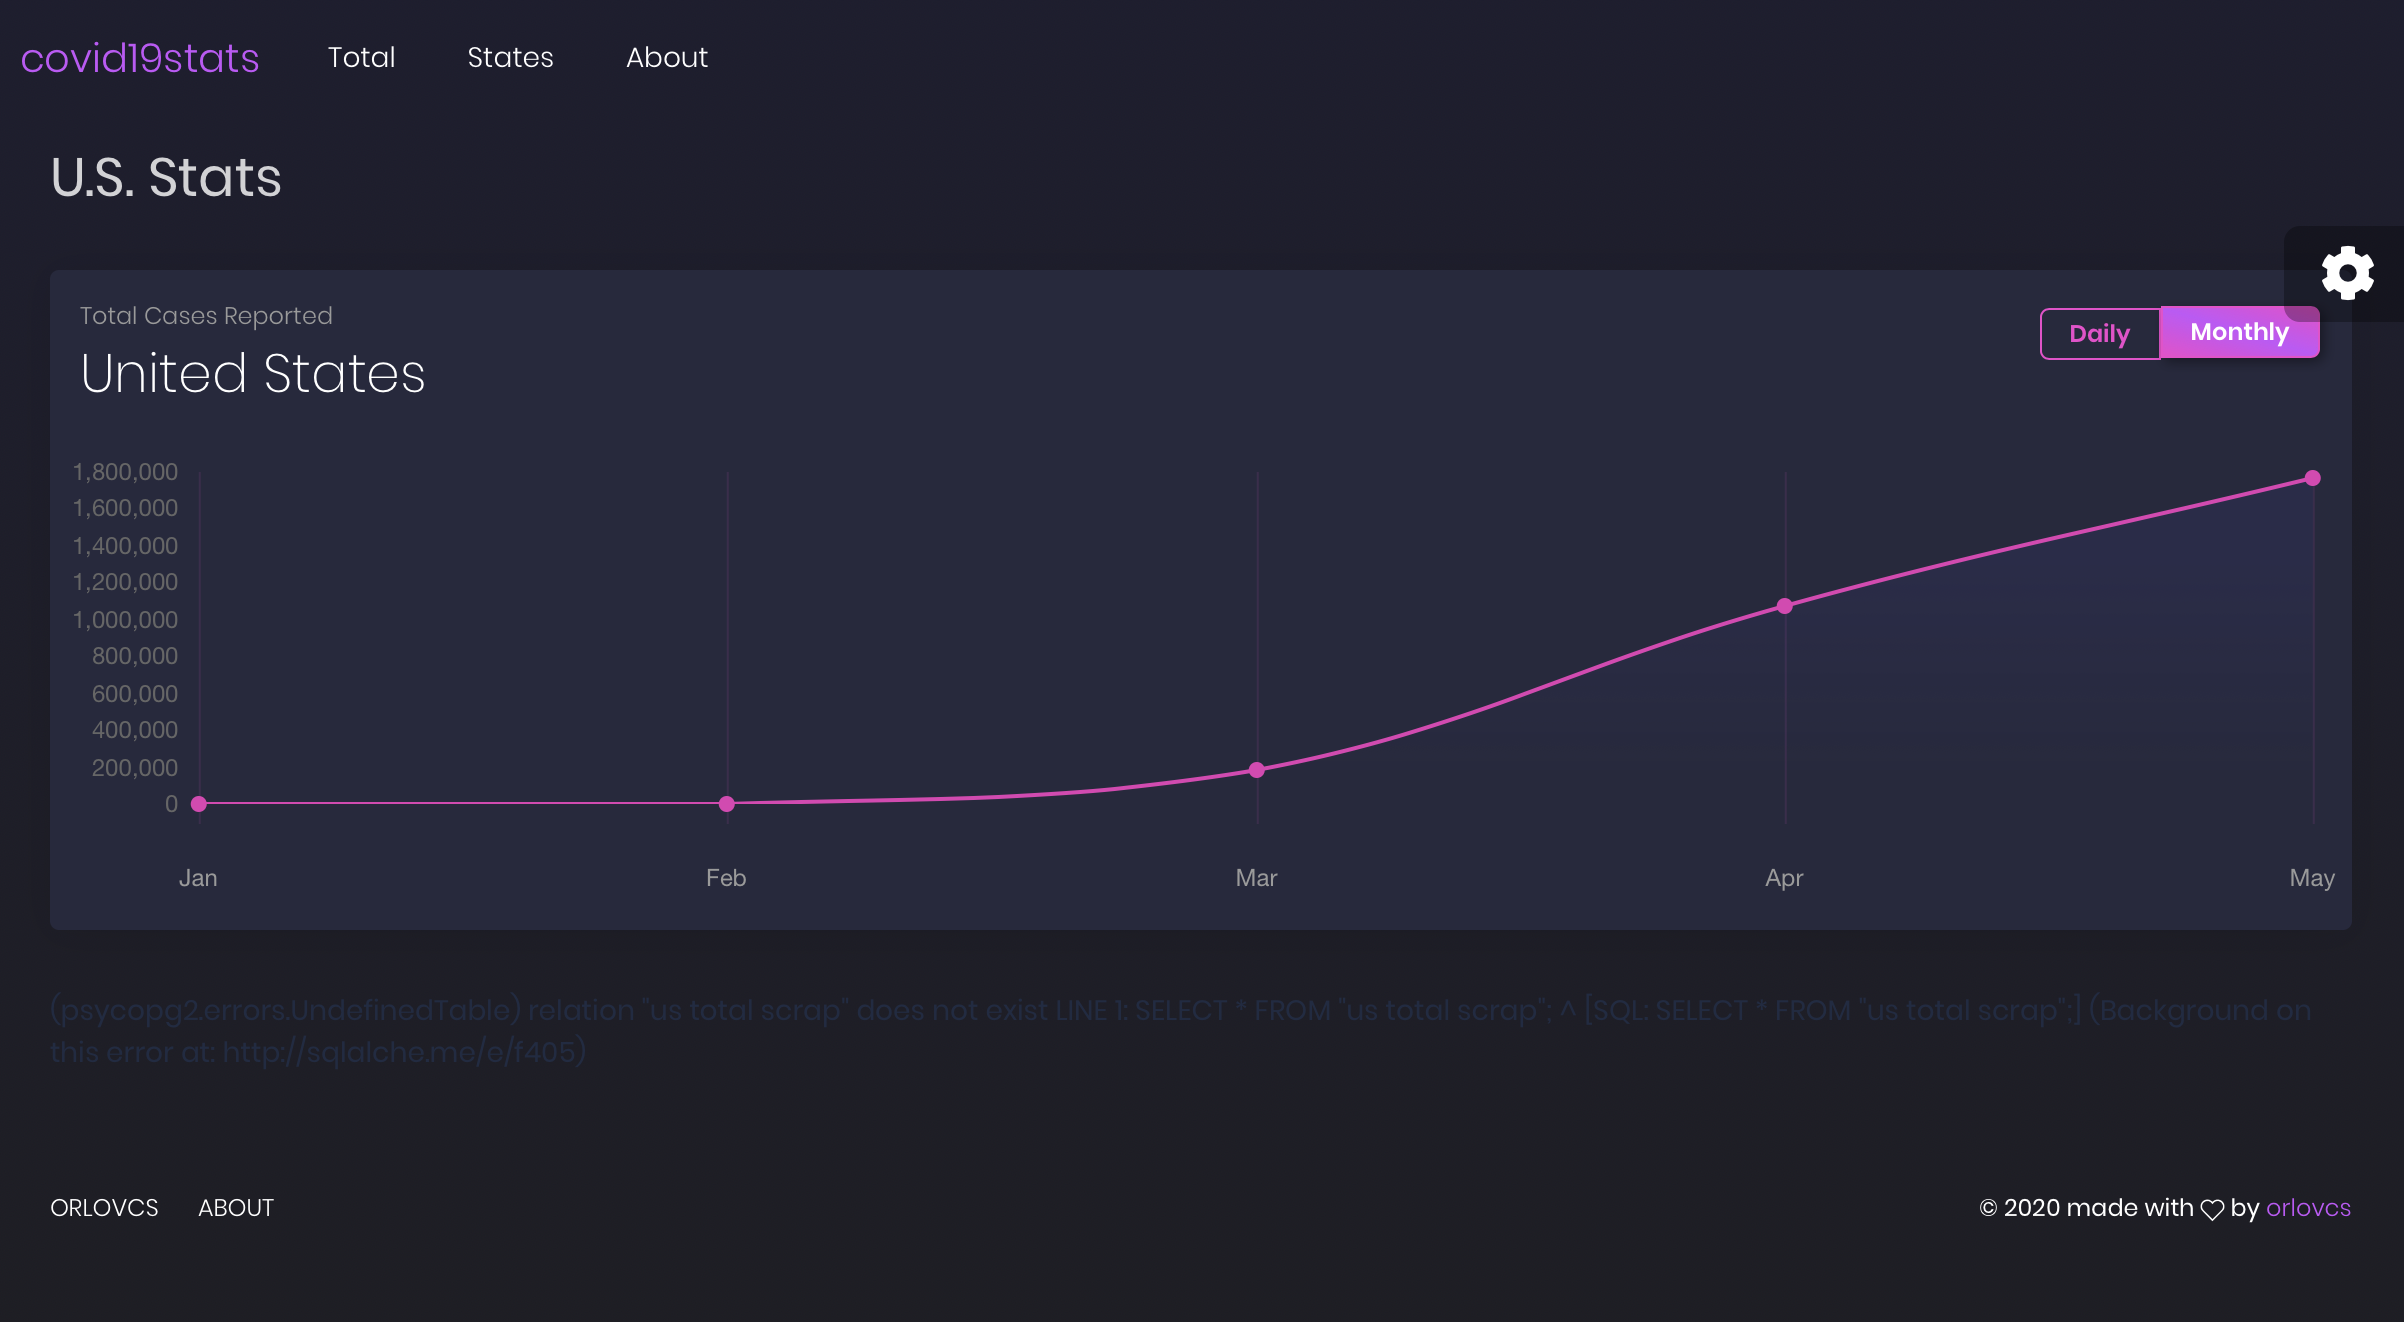 covid19stats Total States About
U.S. Stats
Total Cases Reported
United States
Daily Monthly
1,800,000
1,600,000
1,400,000
1,200,000
1,000,000
800,000
600,000
400,000
200,000
0
Jan Feb Mar Apr May
(psycopg2.errors.UndefinedTable) relation "us total scrap" does not exist LINE 1: SELECT * FROM "us total scrap"; ^ [SQL: SELECT * FROM "us total scrap";] (Background on
this error at: http://sqlalche.me/e/f405)
ORLOVCS ABOUT © 2020 made with ♡ by orlovcs